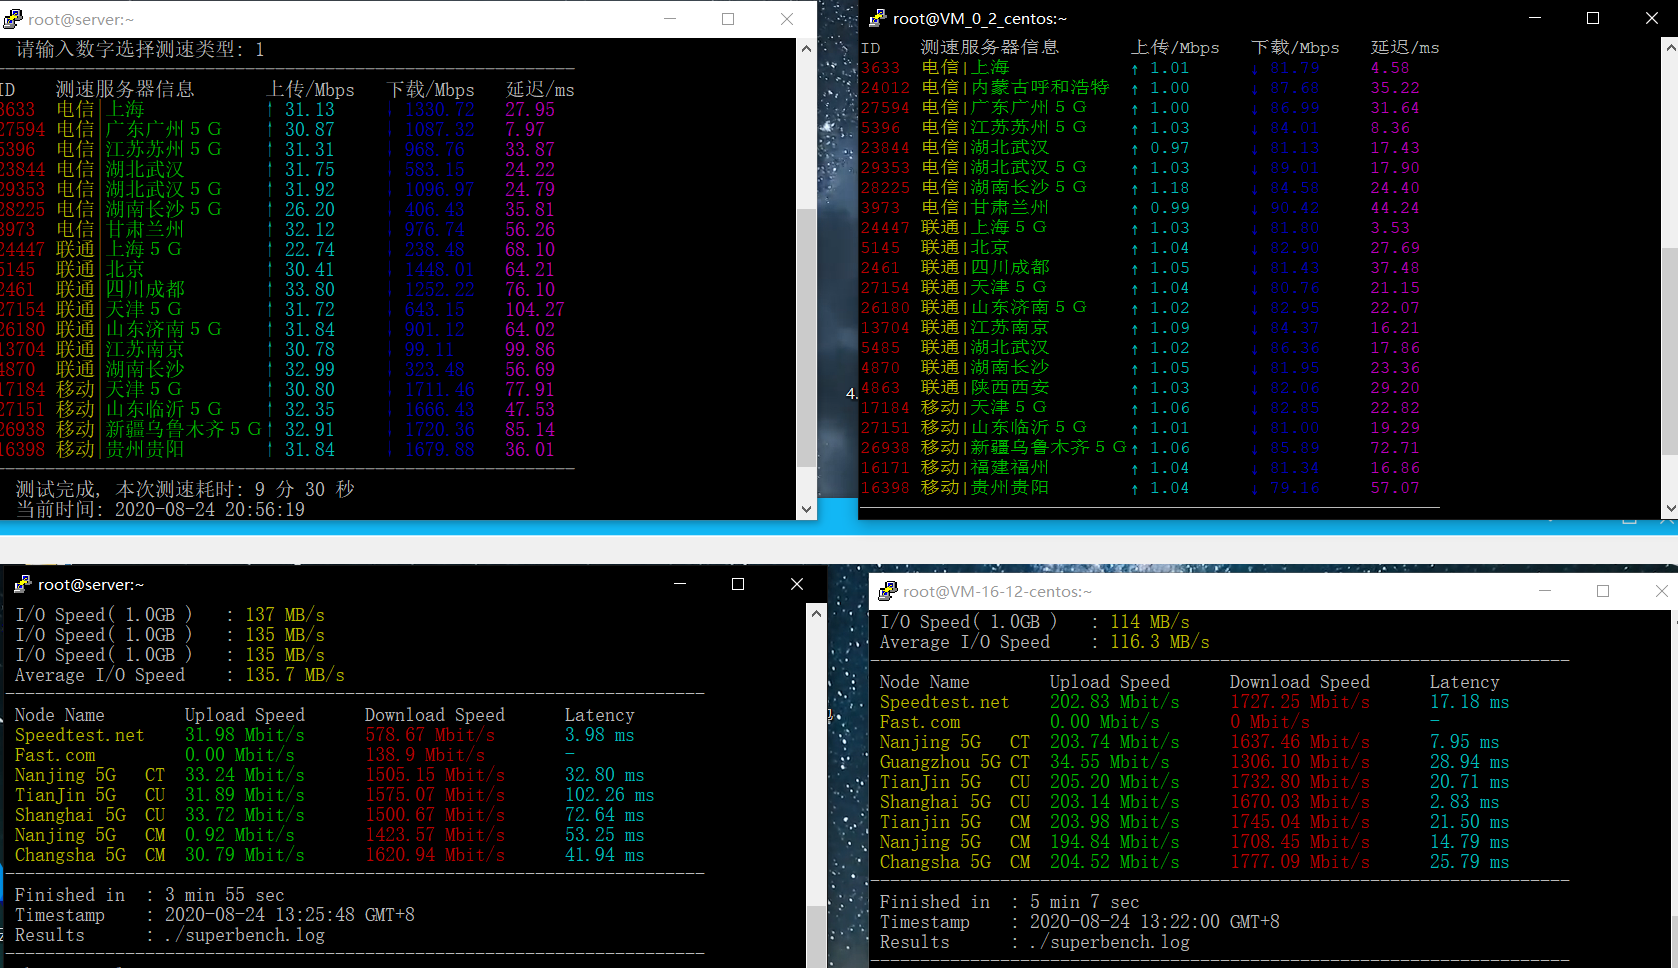 root@server:~
请输入数字选择测速类型: 1
ID 测速服务器信息 上传/Mbps 下载/Mbps 延迟/ms
3633 电信|上海 ↑ 31.13 ↓ 1330.72 27.95
27594 电信|广东广州５Ｇ ↑ 30.87 ↓ 1087.32 7.97
5396 电信|江苏苏州５Ｇ ↑ 31.31 ↓ 968.76 33.87
23844 电信|湖北武汉 ↑ 31.75 ↓ 583.15 24.22
29353 电信|湖北武汉５Ｇ ↑ 31.92 ↓ 1096.97 24.79
28225 电信|湖南长沙５Ｇ ↑ 26.20 ↓ 406.43 35.81
3973 电信|甘肃兰州 ↑ 32.12 ↓ 976.74 56.26
24447 联通|上海５Ｇ ↑ 22.74 ↓ 238.48 68.10
5145 联通|北京 ↑ 30.41 ↓ 1448.01 64.21
2461 联通|四川成都 ↑ 33.80 ↓ 1252.22 76.10
27154 联通|天津５Ｇ ↑ 31.72 ↓ 643.15 104.27
26180 联通|山东济南５Ｇ ↑ 31.84 ↓ 901.12 64.02
13704 联通|江苏南京 ↑ 30.78 ↓ 99.11 99.86
4870 联通|湖南长沙 ↑ 32.99 ↓ 323.48 56.69
17184 移动|天津５Ｇ ↑ 30.80 ↓ 1711.46 77.91
27151 移动|山东临沂５Ｇ ↑ 32.35 ↓ 1666.43 47.53
26938 移动|新疆乌鲁木齐５Ｇ ↑ 32.91 ↓ 1720.36 85.14
16398 移动|贵州贵阳 ↑ 31.84 ↓ 1679.88 36.01
测试完成, 本次测速耗时: 9 分 30 秒
当前时间: 2020-08-24 20:56:19
root@VM_0_2_centos:~
ID 测速服务器信息 上传/Mbps 下载/Mbps 延迟/ms
3633 电信|上海 ↑ 1.01 ↓ 81.79 4.58
24012 电信|内蒙古呼和浩特 ↑ 1.00 ↓ 87.68 35.22
27594 电信|广东广州５Ｇ ↑ 1.00 ↓ 86.99 31.64
5396 电信|江苏苏州５Ｇ ↑ 1.03 ↓ 84.01 8.36
23844 电信|湖北武汉 ↑ 0.97 ↓ 81.13 17.43
29353 电信|湖北武汉５Ｇ ↑ 1.03 ↓ 89.01 17.90
28225 电信|湖南长沙５Ｇ ↑ 1.18 ↓ 84.58 24.40
3973 电信|甘肃兰州 ↑ 0.99 ↓ 90.42 44.24
24447 联通|上海５Ｇ ↑ 1.03 ↓ 81.80 3.53
5145 联通|北京 ↑ 1.04 ↓ 82.90 27.69
2461 联通|四川成都 ↑ 1.05 ↓ 81.43 37.48
27154 联通|天津５Ｇ ↑ 1.04 ↓ 80.76 21.15
26180 联通|山东济南５Ｇ ↑ 1.02 ↓ 82.95 22.07
13704 联通|江苏南京 ↑ 1.09 ↓ 84.37 16.21
5485 联通|湖北武汉 ↑ 1.02 ↓ 86.36 17.86
4870 联通|湖南长沙 ↑ 1.05 ↓ 81.95 23.36
4863 联通|陕西西安 ↑ 1.03 ↓ 82.06 29.20
17184 移动|天津５Ｇ ↑ 1.06 ↓ 82.85 22.82
27151 移动|山东临沂５Ｇ ↑ 1.01 ↓ 81.00 19.29
26938 移动|新疆乌鲁木齐５Ｇ ↑ 1.06 ↓ 85.89 72.71
16171 移动|福建福州 ↑ 1.04 ↓ 81.34 16.86
16398 移动|贵州贵阳 ↑ 1.04 ↓ 79.16 57.07
4.
root@server:~
I/O Speed( 1.0GB ) : 137 MB/s
I/O Speed( 1.0GB ) : 135 MB/s
I/O Speed( 1.0GB ) : 135 MB/s
Average I/O Speed : 135.7 MB/s
Node Name Upload Speed Download Speed Latency
Speedtest.net 31.98 Mbit/s 578.67 Mbit/s 3.98 ms
Fast.com 0.00 Mbit/s 138.9 Mbit/s -
Nanjing 5G CT 33.24 Mbit/s 1505.15 Mbit/s 32.80 ms
TianJin 5G CU 31.89 Mbit/s 1575.07 Mbit/s 102.26 ms
Shanghai 5G CU 33.72 Mbit/s 1500.67 Mbit/s 72.64 ms
Nanjing 5G CM 0.92 Mbit/s 1423.57 Mbit/s 53.25 ms
Changsha 5G CM 30.79 Mbit/s 1620.94 Mbit/s 41.94 ms
Finished in : 3 min 55 sec
Timestamp : 2020-08-24 13:25:48 GMT+8
Results : ./superbench.log
root@VM-16-12-centos:~
I/O Speed( 1.0GB ) : 114 MB/s
Average I/O Speed : 116.3 MB/s
Node Name Upload Speed Download Speed Latency
Speedtest.net 202.83 Mbit/s 1727.25 Mbit/s 17.18 ms
Fast.com 0.00 Mbit/s 0 Mbit/s -
Nanjing 5G CT 203.74 Mbit/s 1637.46 Mbit/s 7.95 ms
Guangzhou 5G CT 34.55 Mbit/s 1306.10 Mbit/s 28.94 ms
TianJin 5G CU 205.20 Mbit/s 1732.80 Mbit/s 20.71 ms
Shanghai 5G CU 203.14 Mbit/s 1670.03 Mbit/s 2.83 ms
Tianjin 5G CM 203.98 Mbit/s 1745.04 Mbit/s 21.50 ms
Nanjing 5G CM 194.84 Mbit/s 1708.45 Mbit/s 14.79 ms
Changsha 5G CM 204.52 Mbit/s 1777.09 Mbit/s 25.79 ms
Finished in : 5 min 7 sec
Timestamp : 2020-08-24 13:22:00 GMT+8
Results : ./superbench.log